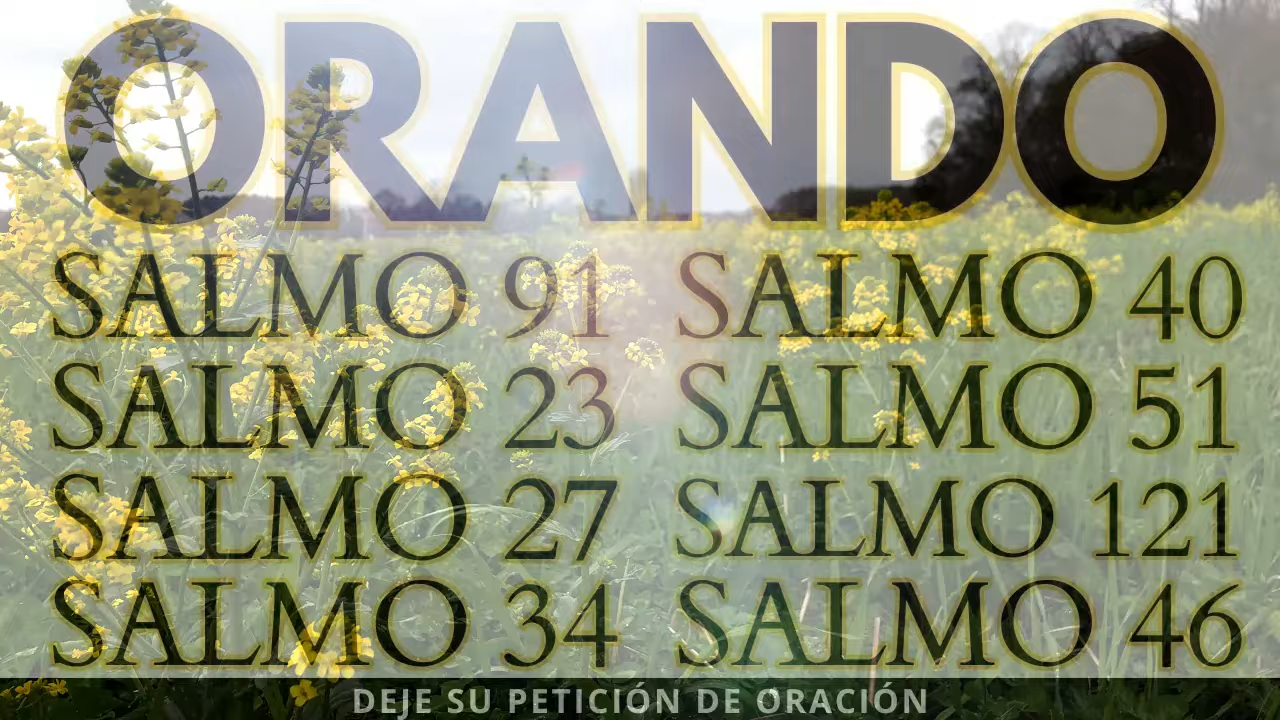 ORANDO
SALMO 91 SALMO 40
SALMO 23 SALMO 51
SALMO 27 SALMO 121
SALMO 34 SALMO 46
DEJE SU PETICIÓN DE ORACIÓN